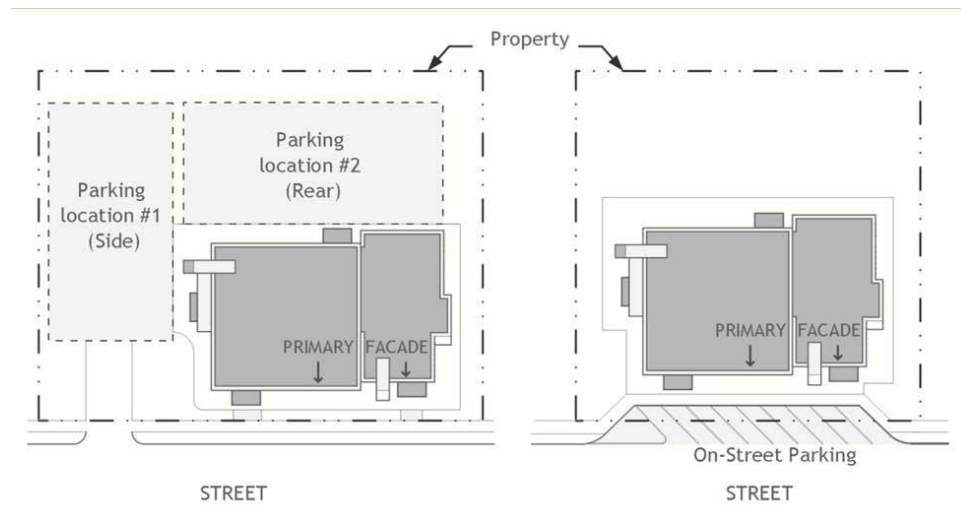 Property
Parking
location #2
(Rear)
Parking
location #1
(Side)
PRIMARY FACADE
PRIMARY FACADE
On-Street Parking
STREET
STREET